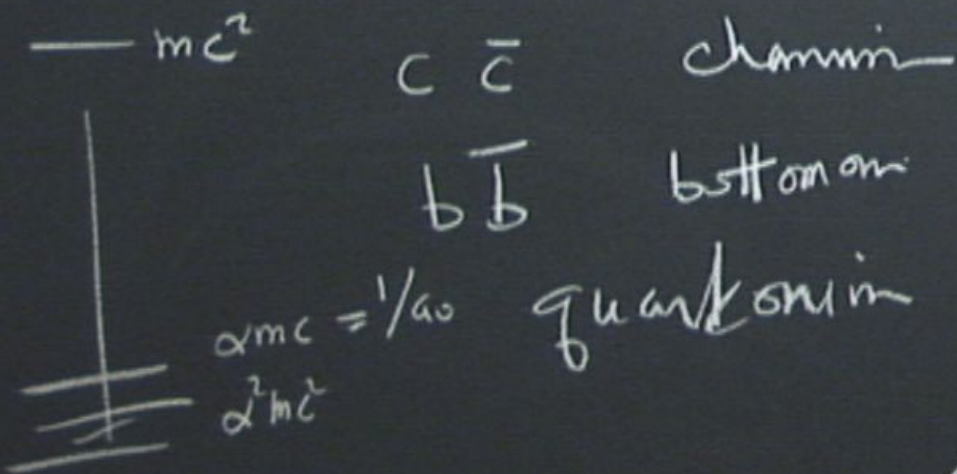 mc²
c c̄ charmonium
b b̄ bottomonium
αmc = 1/a₀ quarkonium
α²mc²